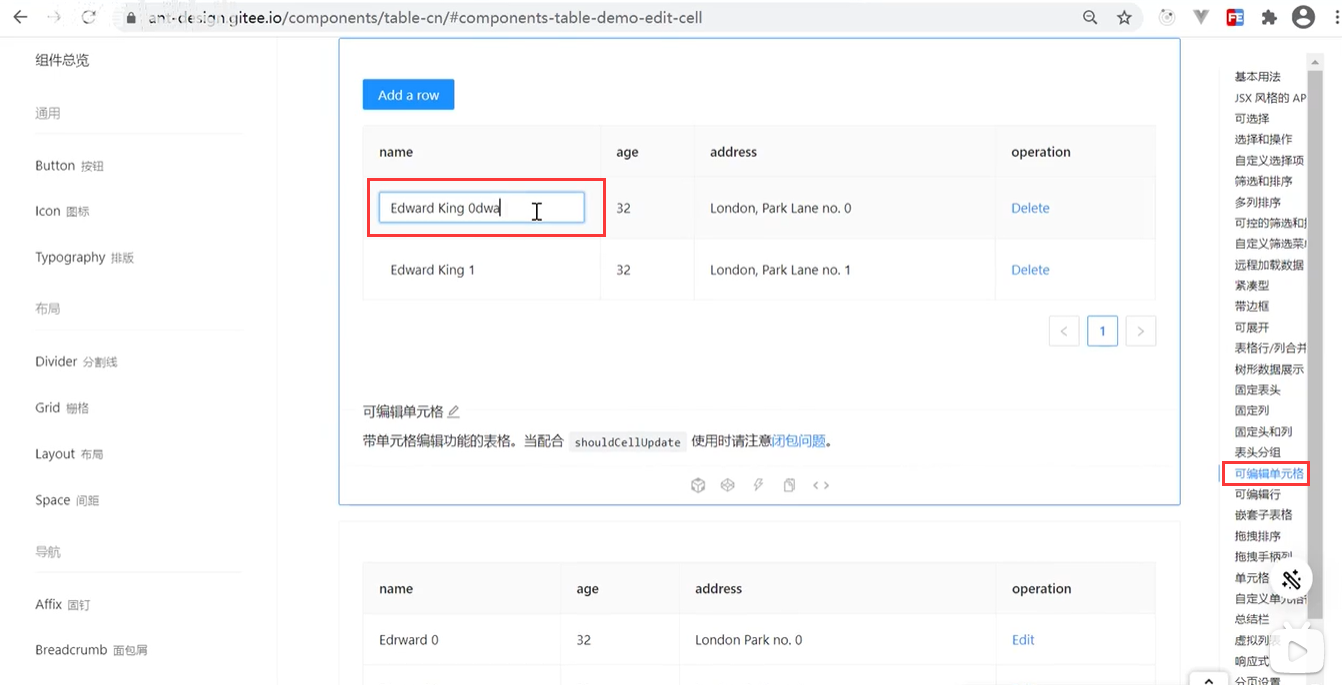 ant-design.gitee.io/components/table-cn/#components-table-demo-edit-cell
组件总览
通用
Button 按钮
Icon 图标
Typography 排版
布局
Divider 分割线
Grid 栅格
Layout 布局
Space 间距
导航
Affix 固钉
Breadcrumb 面包屑
Add a row
name age address operation
Edward King 0dwa 32 London, Park Lane no. 0 Delete
Edward King 1 32 London, Park Lane no. 1 Delete
< 1 >
可编辑单元格
带单元格编辑功能的表格。当配合 shouldCellUpdate 使用时请注意闭包问题。
name age address operation
Edrward 0 32 London Park no. 0 Edit
基本用法
JSX 风格的 AP
可选择
选择和操作
自定义选择项
筛选和排序
多列排序
可控的筛选和
自定义筛选菜
远程加载数据
紧凑型
带边框
可展开
表格行/列合并
树形数据展示
固定表头
固定列
固定头和列
表头分组
可编辑单元格
可编辑行
嵌套子表格
拖拽排序
拖拽手柄列
单元格
自定义单元格
总结栏
虚拟列表
响应式
分页设置